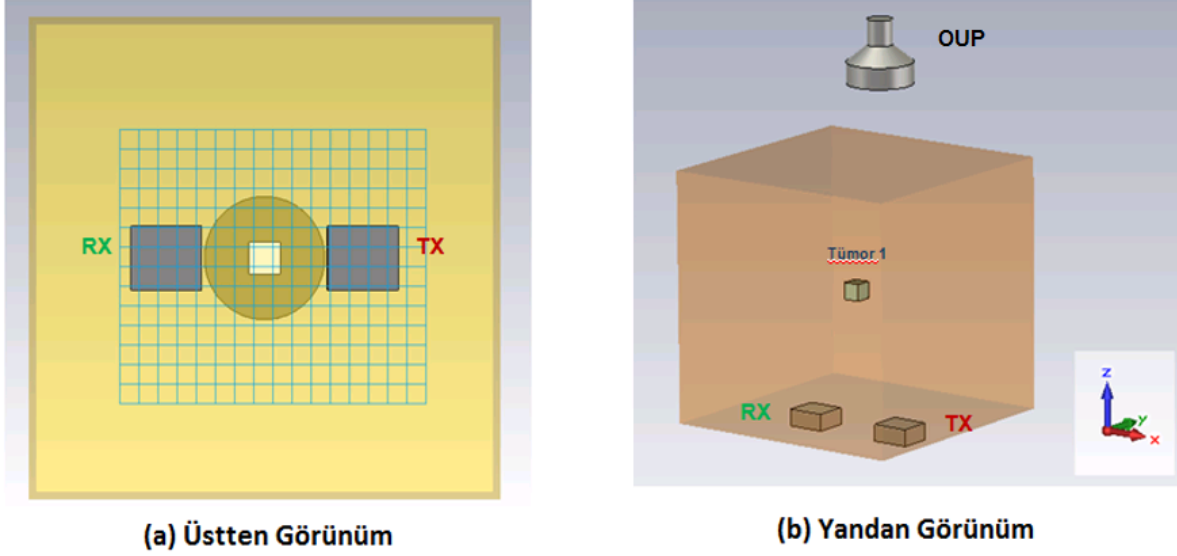 RX
TX
(a) Üstten Görünüm
OUP
Tümor 1
RX
TX
z
y
x
(b) Yandan Görünüm